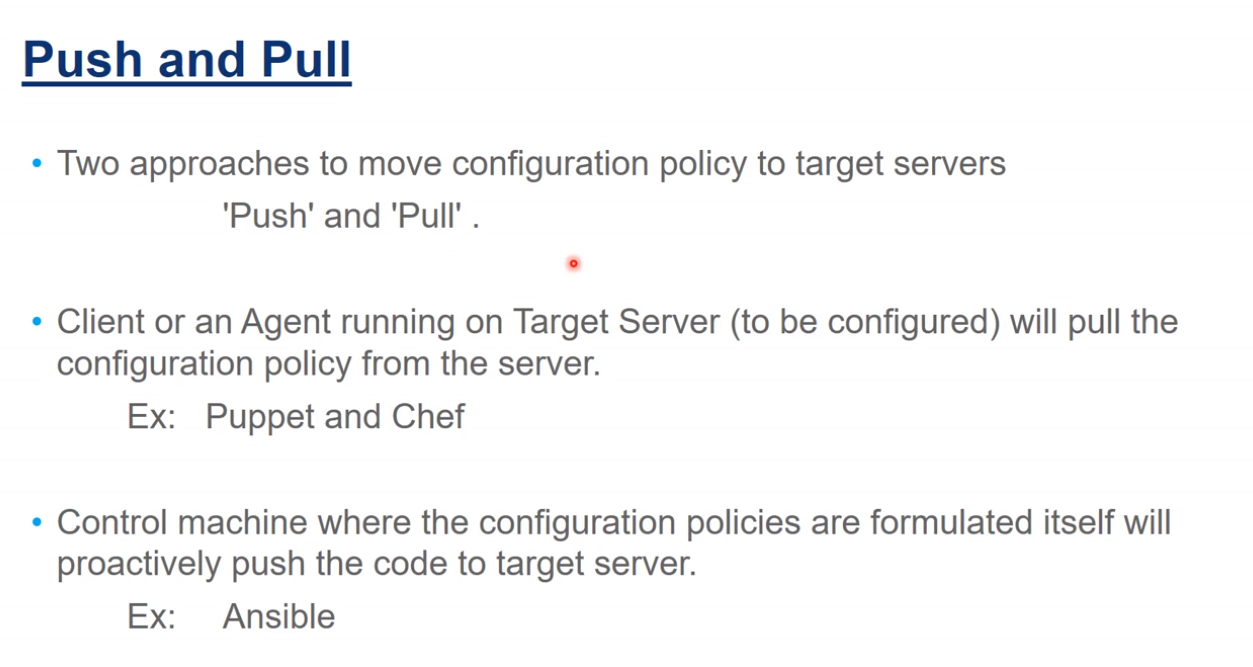 Push and Pull
• Two approaches to move configuration policy to target servers
'Push' and 'Pull' .
• Client or an Agent running on Target Server (to be configured) will pull the
configuration policy from the server.
Ex: Puppet and Chef
• Control machine where the configuration policies are formulated itself will
proactively push the code to target server.
Ex: Ansible